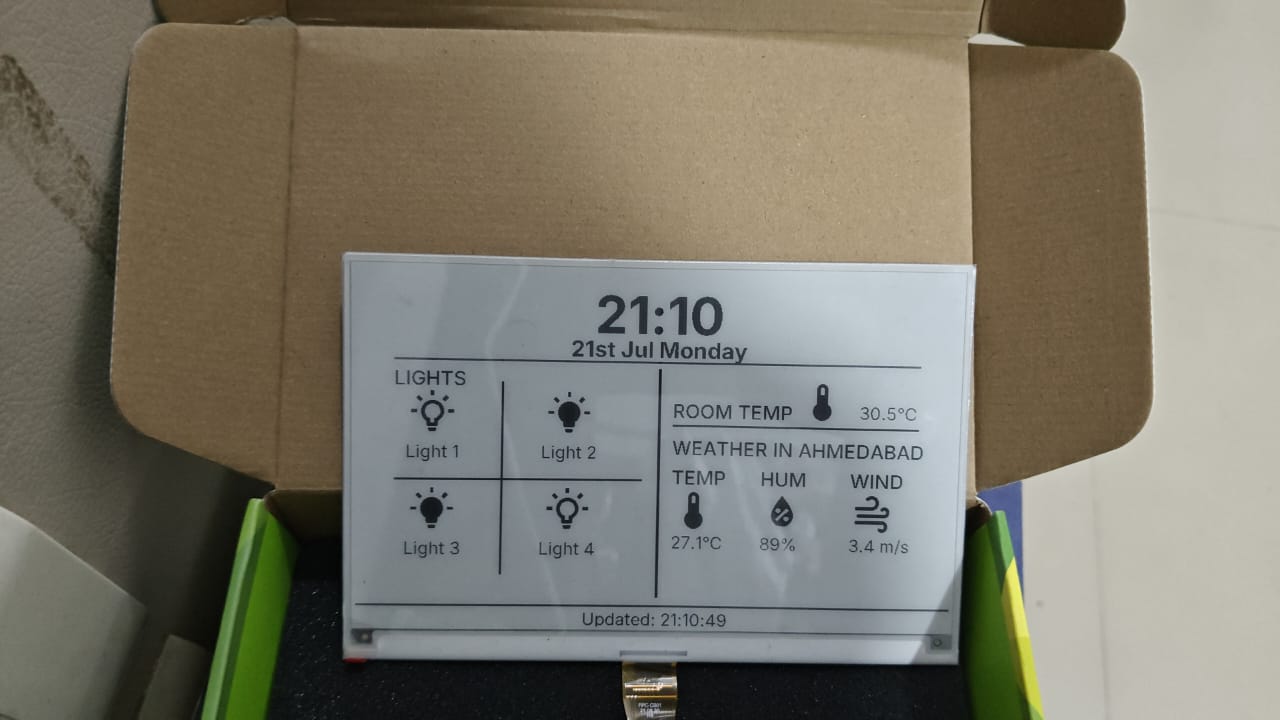 21:10
21st Jul Monday
LIGHTS
Light 1
Light 2
Light 3
Light 4
ROOM TEMP 30.5°C
WEATHER IN AHMEDABAD
TEMP HUM WIND
27.1°C 89% 3.4 m/s
Updated: 21:10:49